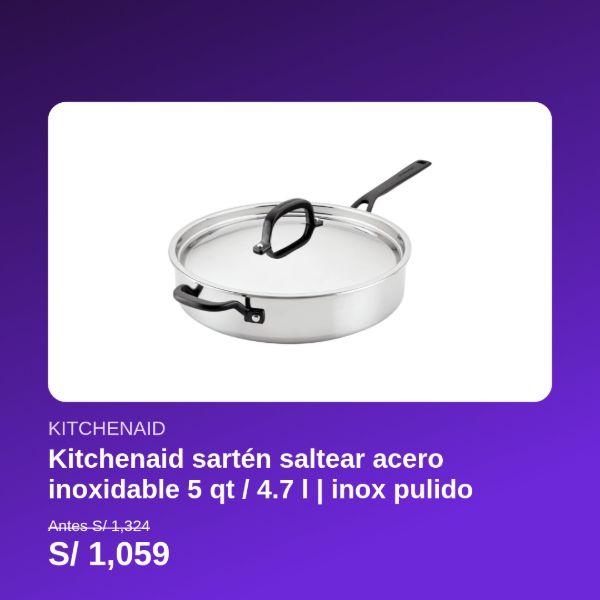 KITCHENAID
Kitchenaid sartén saltear acero
inoxidable 5 qt / 4.7 l | inox pulido
Antes S/ 1,324
S/ 1,059